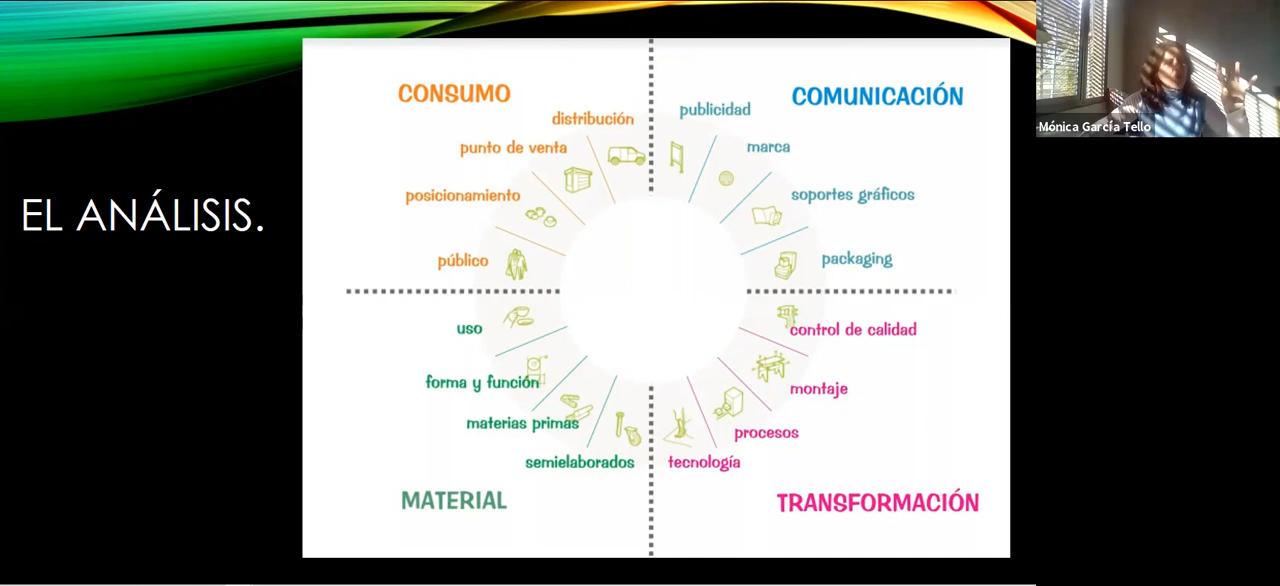 EL ANÁLISIS.
CONSUMO
distribución
punto de venta
posicionamiento
público
COMUNICACIÓN
publicidad
marca
soportes gráficos
packaging
uso
forma y función
materias primas
semielaborados
MATERIAL
control de calidad
montaje
procesos
tecnología
TRANSFORMACIÓN
Mónica García Tello